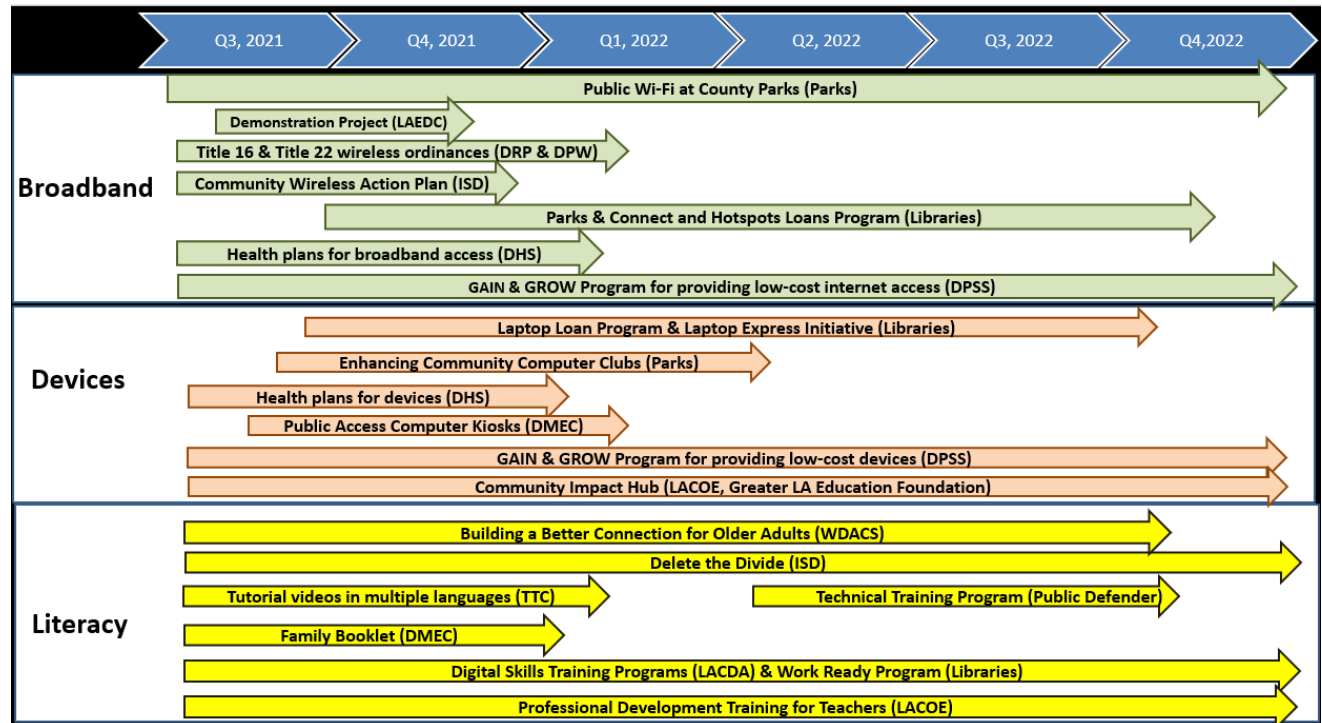 Q3, 2021
Q4, 2021
Q1, 2022
Q2, 2022
Q3, 2022
Q4,2022
Broadband
Public Wi-Fi at County Parks (Parks)
Demonstration Project (LAEDC)
Title 16 & Title 22 wireless ordinances (DRP & DPW)
Community Wireless Action Plan (ISD)
Parks & Connect and Hotspots Loans Program (Libraries)
Health plans for broadband access (DHS)
GAIN & GROW Program for providing low-cost internet access (DPSS)
Devices
Laptop Loan Program & Laptop Express Initiative (Libraries)
Enhancing Community Computer Clubs (Parks)
Health plans for devices (DHS)
Public Access Computer Kiosks (DMEC)
GAIN & GROW Program for providing low-cost devices (DPSS)
Community Impact Hub (LACOE, Greater LA Education Foundation)
Literacy
Building a Better Connection for Older Adults (WDACS)
Delete the Divide (ISD)
Tutorial videos in multiple languages (TTC)
Technical Training Program (Public Defender)
Family Booklet (DMEC)
Digital Skills Training Programs (LACDA) & Work Ready Program (Libraries)
Professional Development Training for Teachers (LACOE)